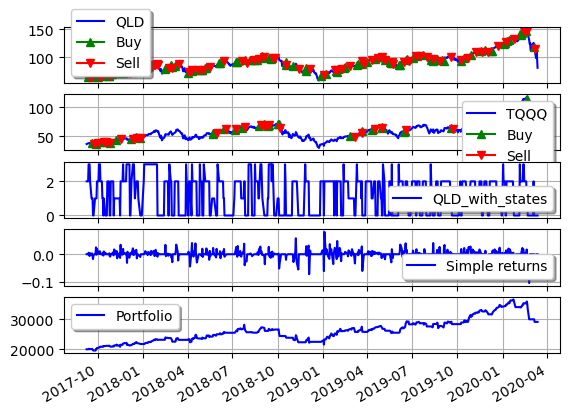 150
100
QLD
Buy
Sell
100
50
TQQQ
Buy
Sell
2
0
QLD_with_states
0.0
−0.1
Simple returns
30000
20000
Portfolio
2017-10
2018-01
2018-04
2018-07
2018-10
2019-01
2019-04
2019-07
2019-10
2020-01
2020-04